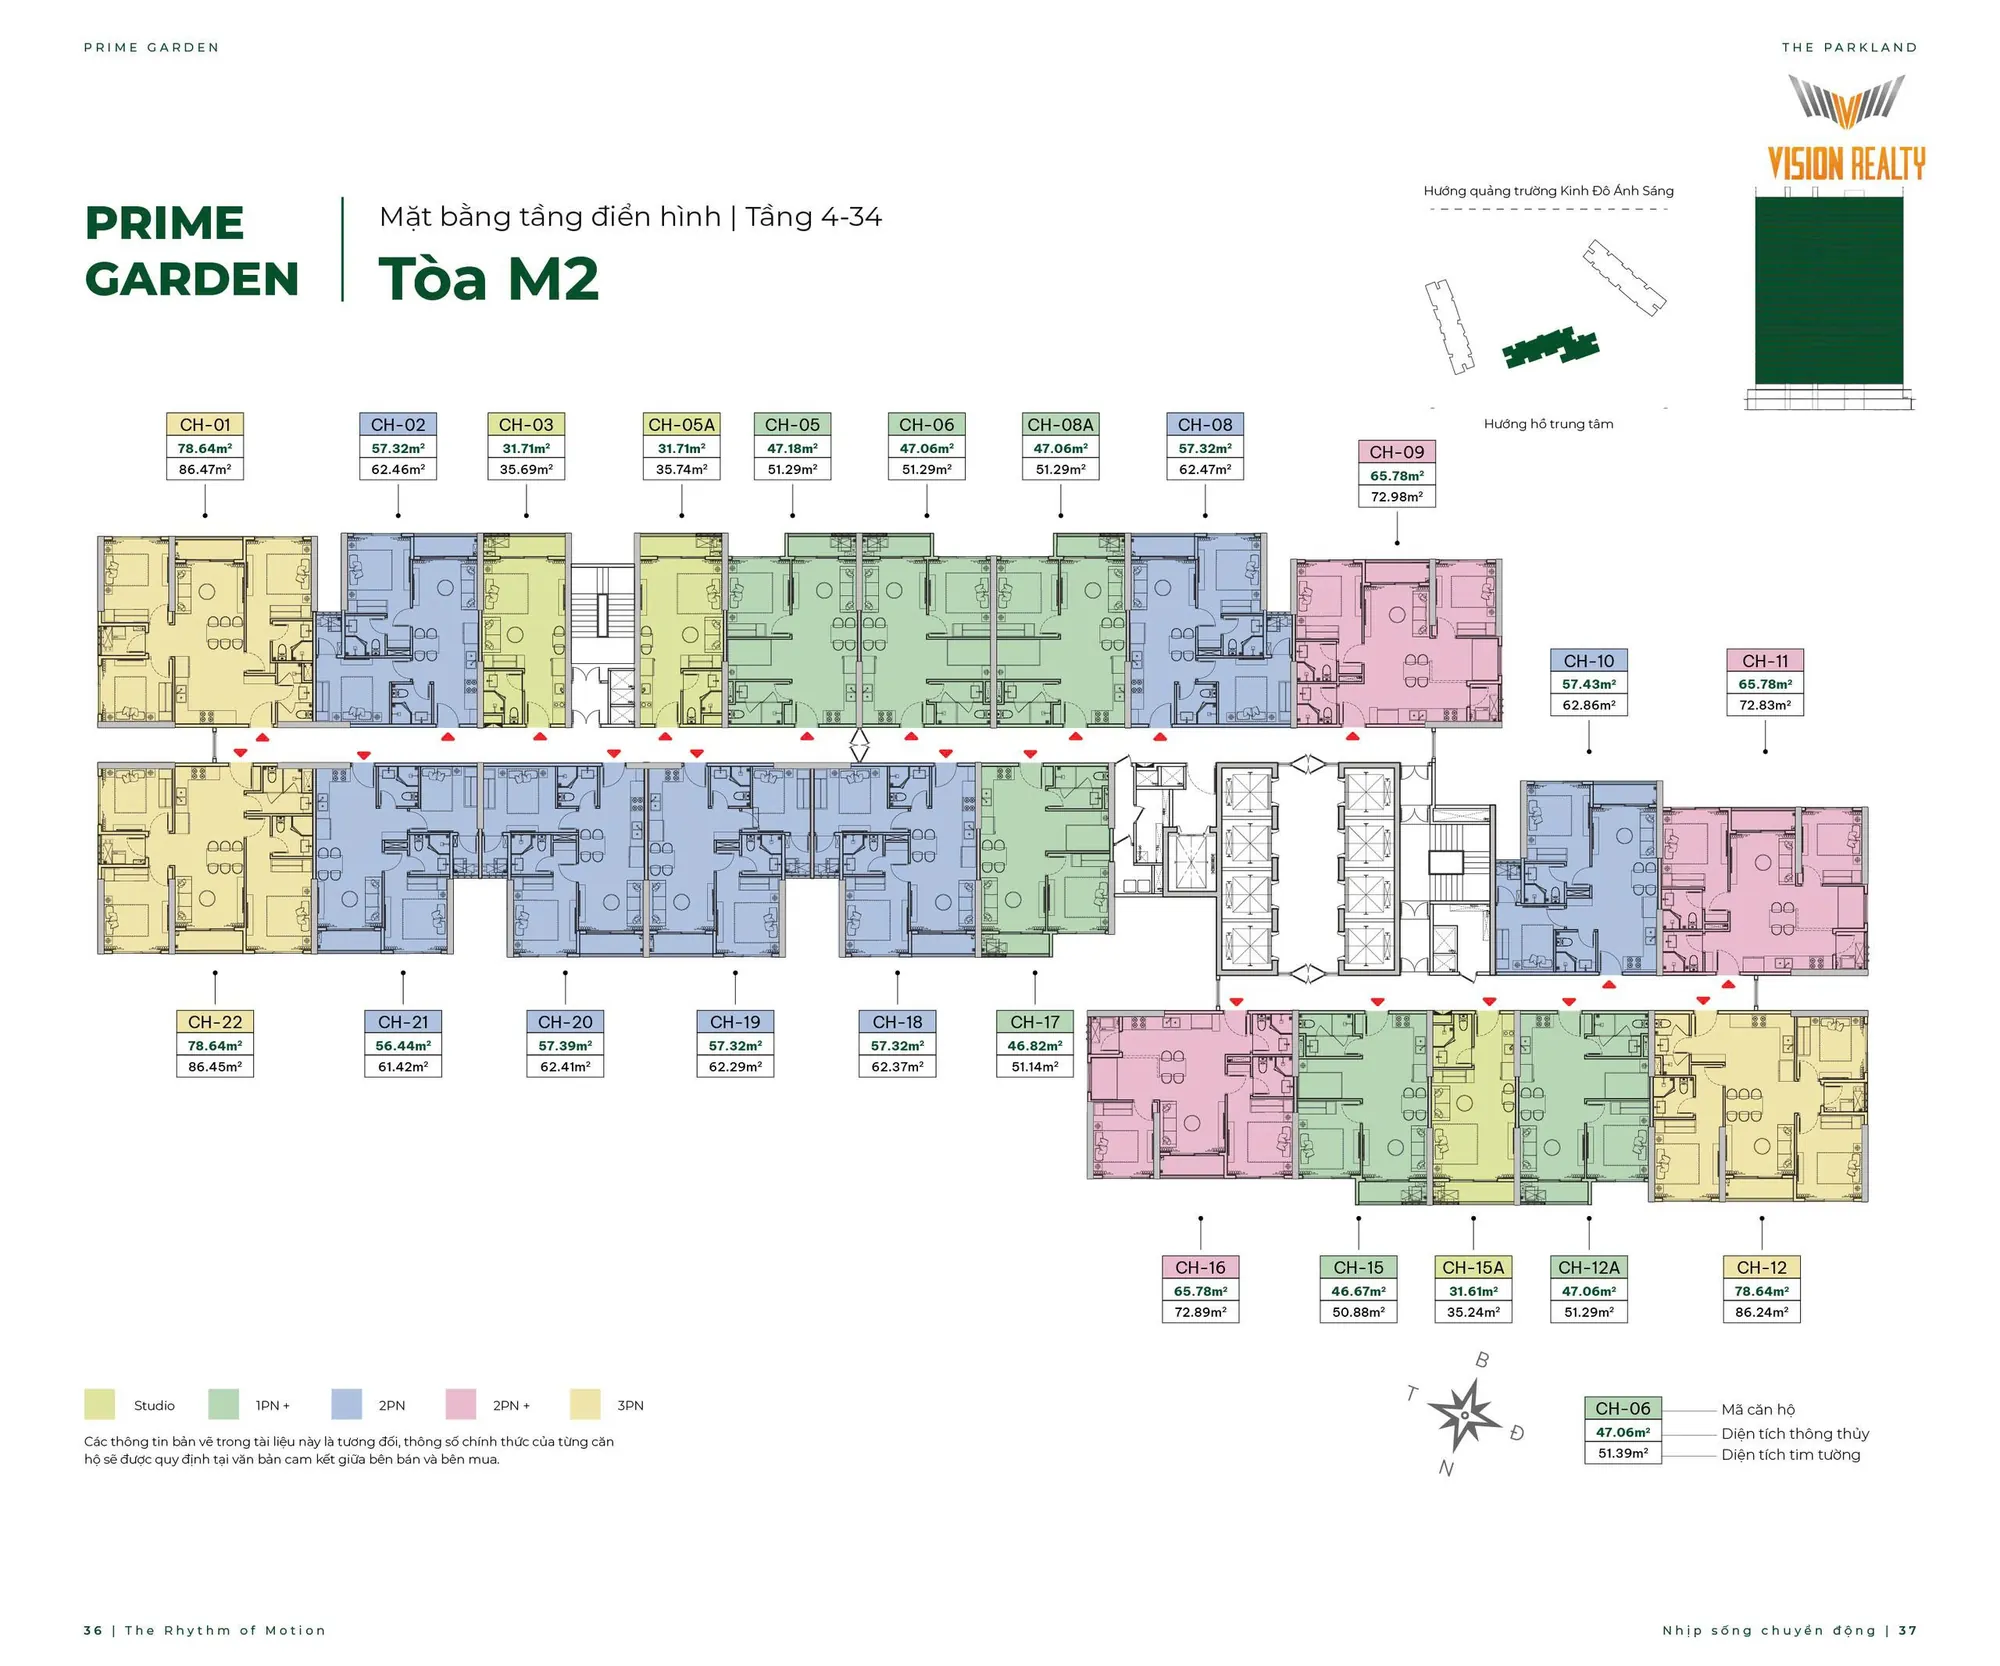 PRIME GARDEN
THE PARKLAND
VISION REALTY
PRIME
GARDEN
Mặt bằng tầng điển hình | Tầng 4-34
Tòa M2
Hướng quảng trường Kinh Đô Ánh Sáng
Hướng hồ trung tâm
CH-01
78.64m²
86.47m²
CH-02
57.32m²
62.46m²
CH-03
31.71m²
35.69m²
CH-05A
31.71m²
35.74m²
CH-05
47.18m²
51.29m²
CH-06
47.06m²
51.29m²
CH-08A
47.06m²
51.29m²
CH-08
57.32m²
62.47m²
CH-09
65.78m²
72.98m²
CH-10
57.43m²
62.86m²
CH-11
65.78m²
72.83m²
CH-22
78.64m²
86.45m²
CH-21
56.44m²
61.42m²
CH-20
57.39m²
62.41m²
CH-19
57.32m²
62.29m²
CH-18
57.32m²
62.37m²
CH-17
46.82m²
51.14m²
CH-16
65.78m²
72.89m²
CH-15
46.67m²
50.88m²
CH-15A
31.61m²
35.24m²
CH-12A
47.06m²
51.29m²
CH-12
78.64m²
86.24m²
Studio
1PN +
2PN
2PN +
3PN
Các thông tin bản vẽ trong tài liệu này là tương đối, thông số chính thức của từng căn
hộ sẽ được quy định tại văn bản cam kết giữa bên bán và bên mua.
B
T
Đ
N
CH-06
47.06m²
51.39m²
Mã căn hộ
Diện tích thông thủy
Diện tích tim tường
36 | The Rhythm of Motion
Nhịp sống chuyển động | 37